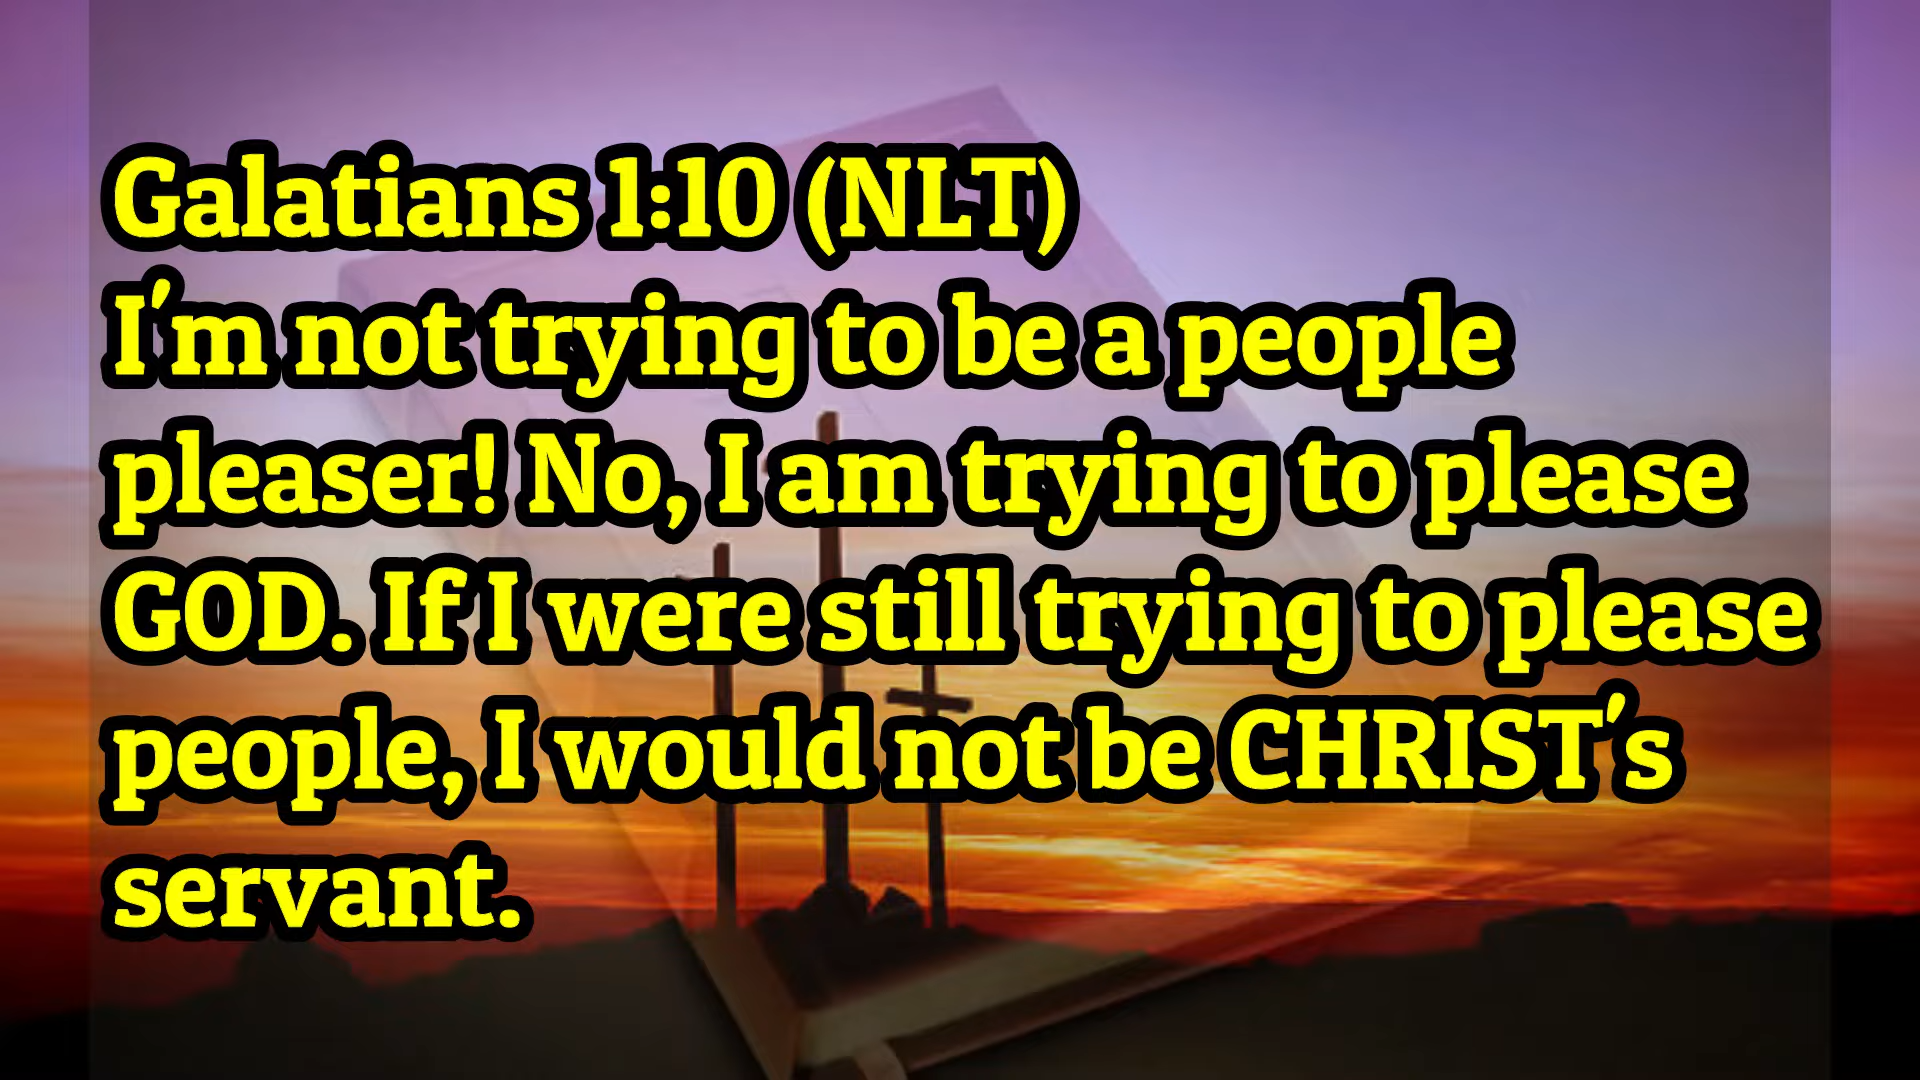 Galatians 1:10 (NLT)
I'm not trying to be a people
pleaser! No, I am trying to please
GOD. If I were still trying to please
people, I would not be CHRIST's
servant.